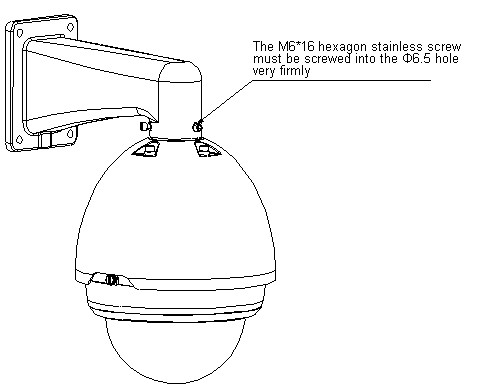 The M6*16 hexagon stainless screw
must be screwed into the Φ6.5 hole
very firmly